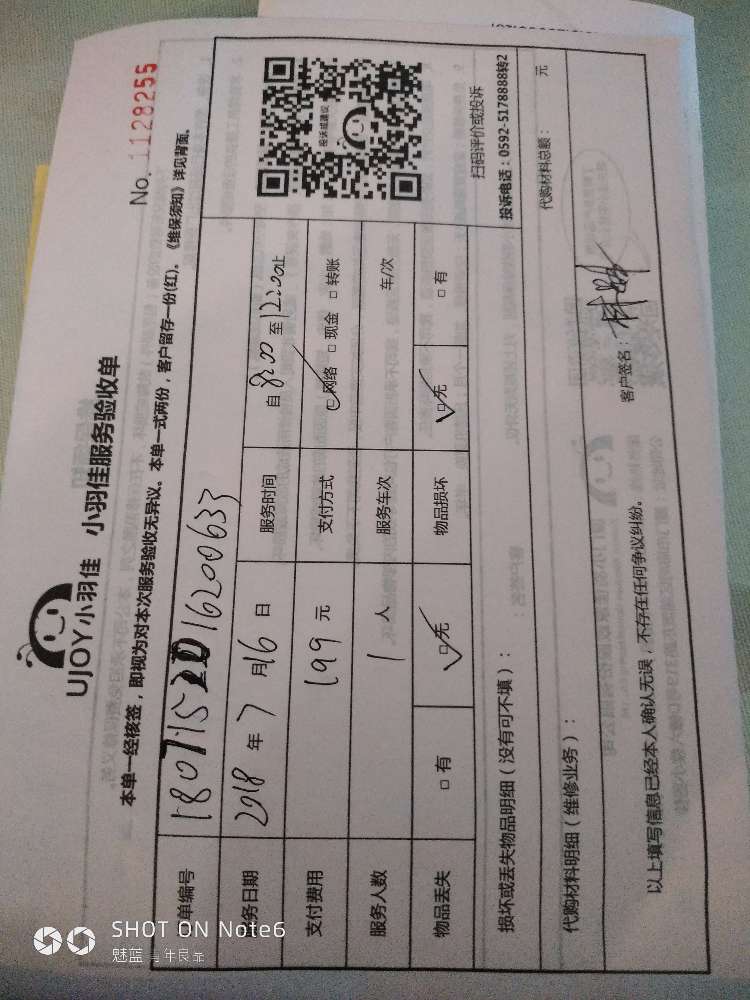 No. 1128255
UJOY小羽佳 小羽佳服务验收单
本单一经核签，即视为对本次服务验收无异议。本单一式两份，客户留存一份(红)。《维保须知》详见背面。
单编号 1807152016200633
务日期 2018 年 7 月 16 日 服务时间 自 8:00 至 12:00 止
支付费用 199 元 支付方式 □ 网络 □ 现金 □ 转账
服务人数 1 人 服务车次 车/次
物品丢失 □ 有 □ 无 物品损坏 □ 无 □ 有
投诉或建议
扫码评价或投诉
投诉电话：0592-5178888转2
损坏或丢失物品明细（没有可不填）：
代购材料明细（维修业务）： 代购材料总额： 元
以上填写信息已经本人确认无误，不存在任何争议纠纷。 客户签名：
SHOT ON Note6
魅蓝